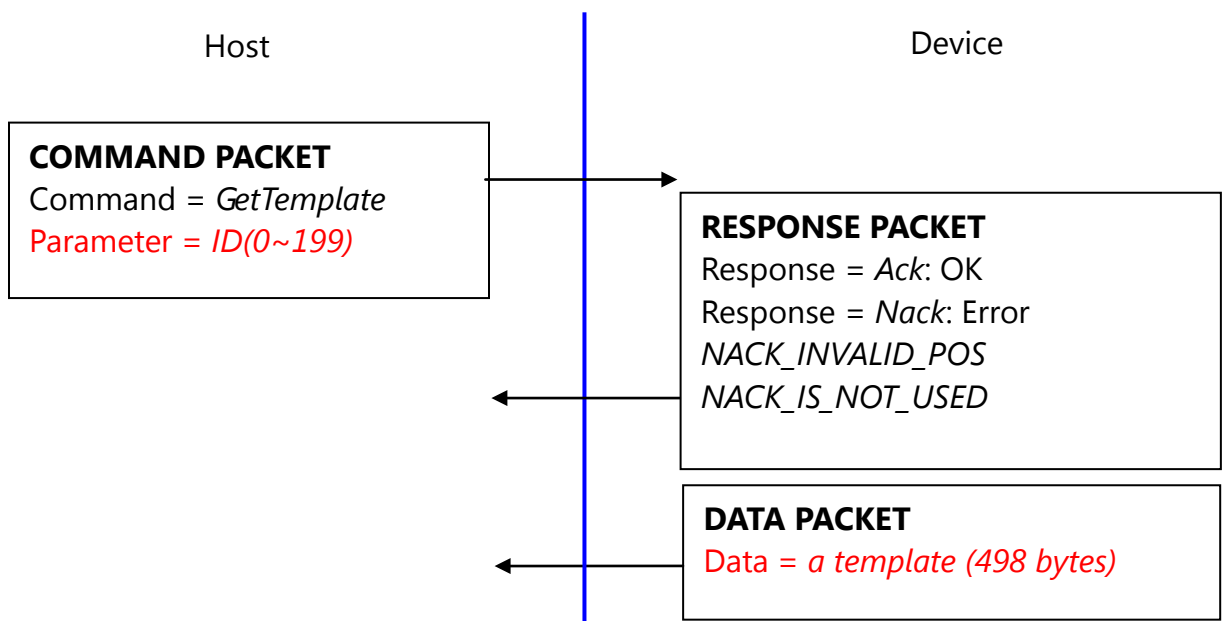 Host
Device
COMMAND PACKET
Command = GetTemplate
Parameter = ID(0~199)
RESPONSE PACKET
Response = Ack: OK
Response = Nack: Error
NACK_INVALID_POS
NACK_IS_NOT_USED
DATA PACKET
Data = a template (498 bytes)